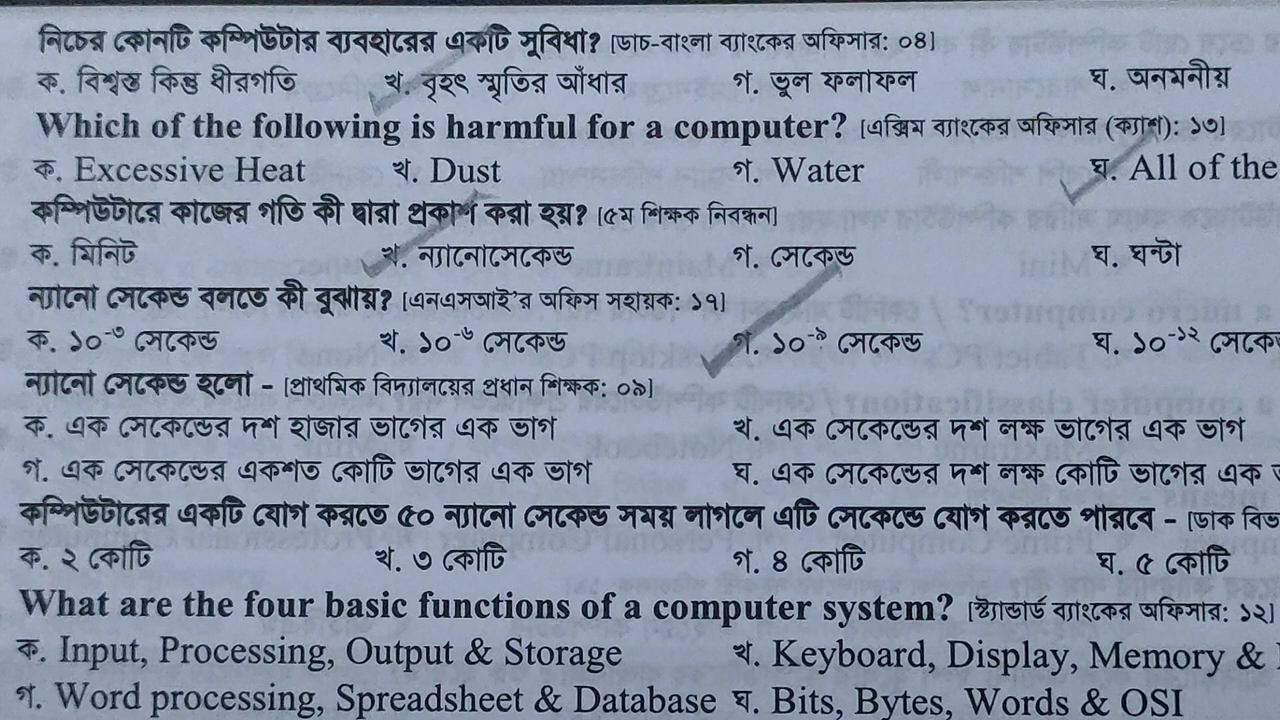 নিচের কোনটি কম্পিউটার ব্যবহারের একটি সুবিধা? [ডাচ-বাংলা ব্যাংকের অফিসার: ০৪]
ক. বিশ্বস্ত কিন্তু ধীরগতি খ. বৃহৎ স্মৃতির আঁধার গ. ভুল ফলাফল ঘ. অনমনীয়
Which of the following is harmful for a computer? [এক্সিম ব্যাংকের অফিসার (ক্যাশ): ১৩]
ক. Excessive Heat খ. Dust গ. Water ঘ. All of the
কম্পিউটারে কাজের গতি কী দ্বারা প্রকাশ করা হয়? [৫ম শিক্ষক নিবন্ধন]
ক. মিনিট খ. ন্যানোসেকেন্ড গ. সেকেন্ড ঘ. ঘন্টা
ন্যানো সেকেন্ড বলতে কী বুঝায়? [এনএসআই'র অফিস সহায়ক: ১৭]
ক. ১০⁻³ সেকেন্ড খ. ১০⁻⁶ সেকেন্ড গ. ১০⁻⁹ সেকেন্ড ঘ. ১০⁻¹² সেকে
ন্যানো সেকেন্ড হলো – [প্রাথমিক বিদ্যালয়ের প্রধান শিক্ষক: ০৯]
ক. এক সেকেন্ডের দশ হাজার ভাগের এক ভাগ খ. এক সেকেন্ডের দশ লক্ষ ভাগের এক ভাগ
গ. এক সেকেন্ডের একশত কোটি ভাগের এক ভাগ ঘ. এক সেকেন্ডের দশ লক্ষ কোটি ভাগের এক
কম্পিউটারের একটি যোগ করতে ৫০ ন্যানো সেকেন্ড সময় লাগলে এটি সেকেন্ডে যোগ করতে পারবে – [ডাক বিভ
ক. ২ কোটি খ. ৩ কোটি গ. ৪ কোটি ঘ. ৫ কোটি
What are the four basic functions of a computer system? [স্ট্যান্ডার্ড ব্যাংকের অফিসার: ১২]
ক. Input, Processing, Output & Storage খ. Keyboard, Display, Memory &
গ. Word processing, Spreadsheet & Database ঘ. Bits, Bytes, Words & OSI